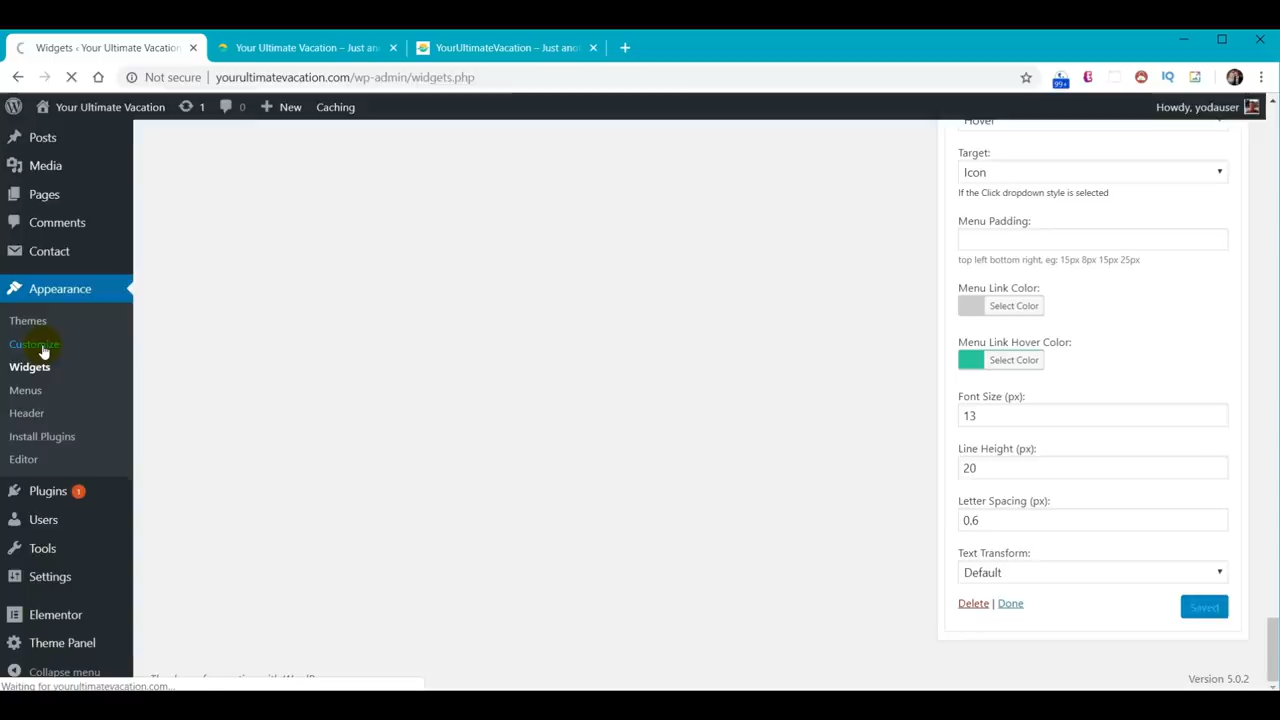 Widgets ‹ Your Ultimate Vacation
Your Ultimate Vacation – Just an
YourUltimateVacation – Just ano
Not secure
yourultimatevacation.com/wp-admin/widgets.php
99+
IQ
Your Ultimate Vacation
1
0
New
Caching
Howdy, yodauser
Posts
Media
Pages
Comments
Contact
Appearance
Themes
Customize
Widgets
Menus
Header
Install Plugins
Editor
Plugins 1
Users
Tools
Settings
Elementor
Theme Panel
Collapse menu
Hover
Target:
Icon
If the Click dropdown style is selected
Menu Padding:
top left bottom right, eg: 15px 8px 15px 25px
Menu Link Color:
Select Color
Menu Link Hover Color:
Select Color
Font Size (px):
13
Line Height (px):
20
Letter Spacing (px):
0.6
Text Transform:
Default
Delete | Done
Saved
Version 5.0.2
Waiting for yourultimatevacation.com...